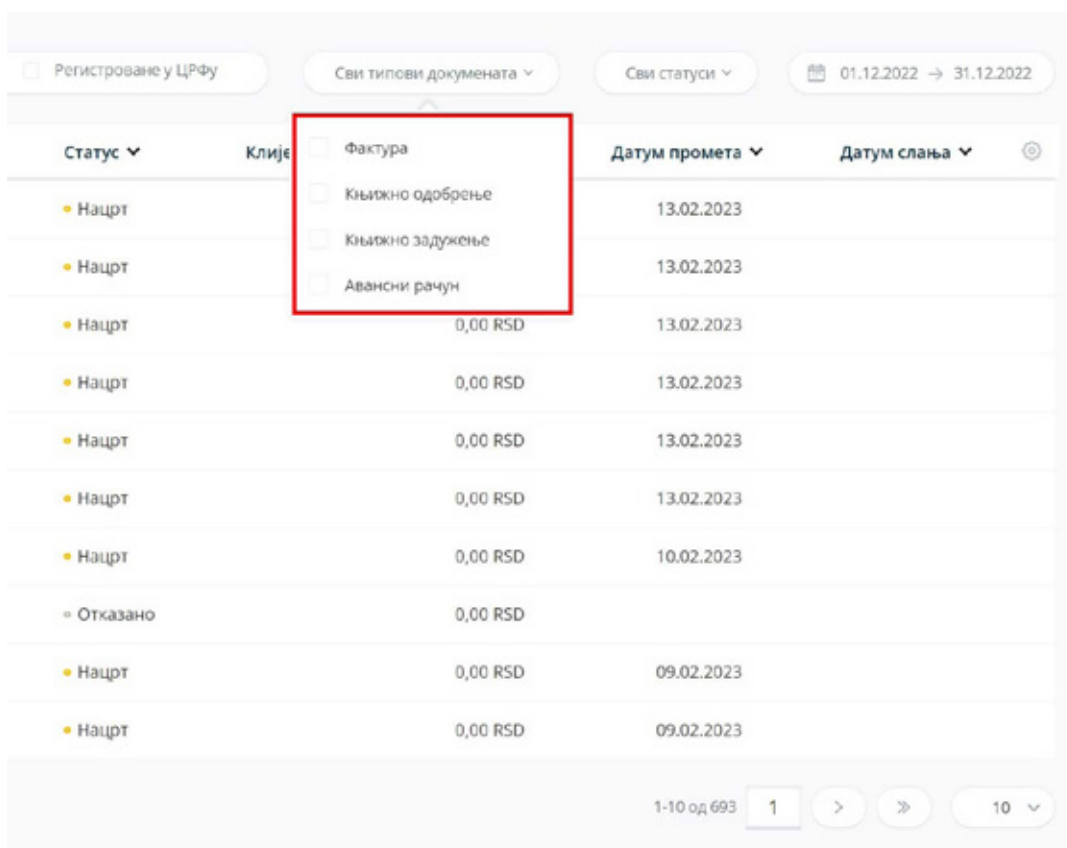 Регистроване у ЦРФу Сви типови докумената Сви статуси 01.12.2022 → 31.12.2022
Статус Клије Датум промета Датум слања
Фактура
Књижно одобрење
Књижно задужење
Авансни рачун
Нацрт 13.02.2023
Нацрт 13.02.2023
Нацрт 0,00 RSD 13.02.2023
Нацрт 0,00 RSD 13.02.2023
Нацрт 0,00 RSD 13.02.2023
Нацрт 0,00 RSD 13.02.2023
Нацрт 0,00 RSD 10.02.2023
Отказано 0,00 RSD
Нацрт 0,00 RSD 09.02.2023
Нацрт 0,00 RSD 09.02.2023
1-10 од 693 1 > » 10